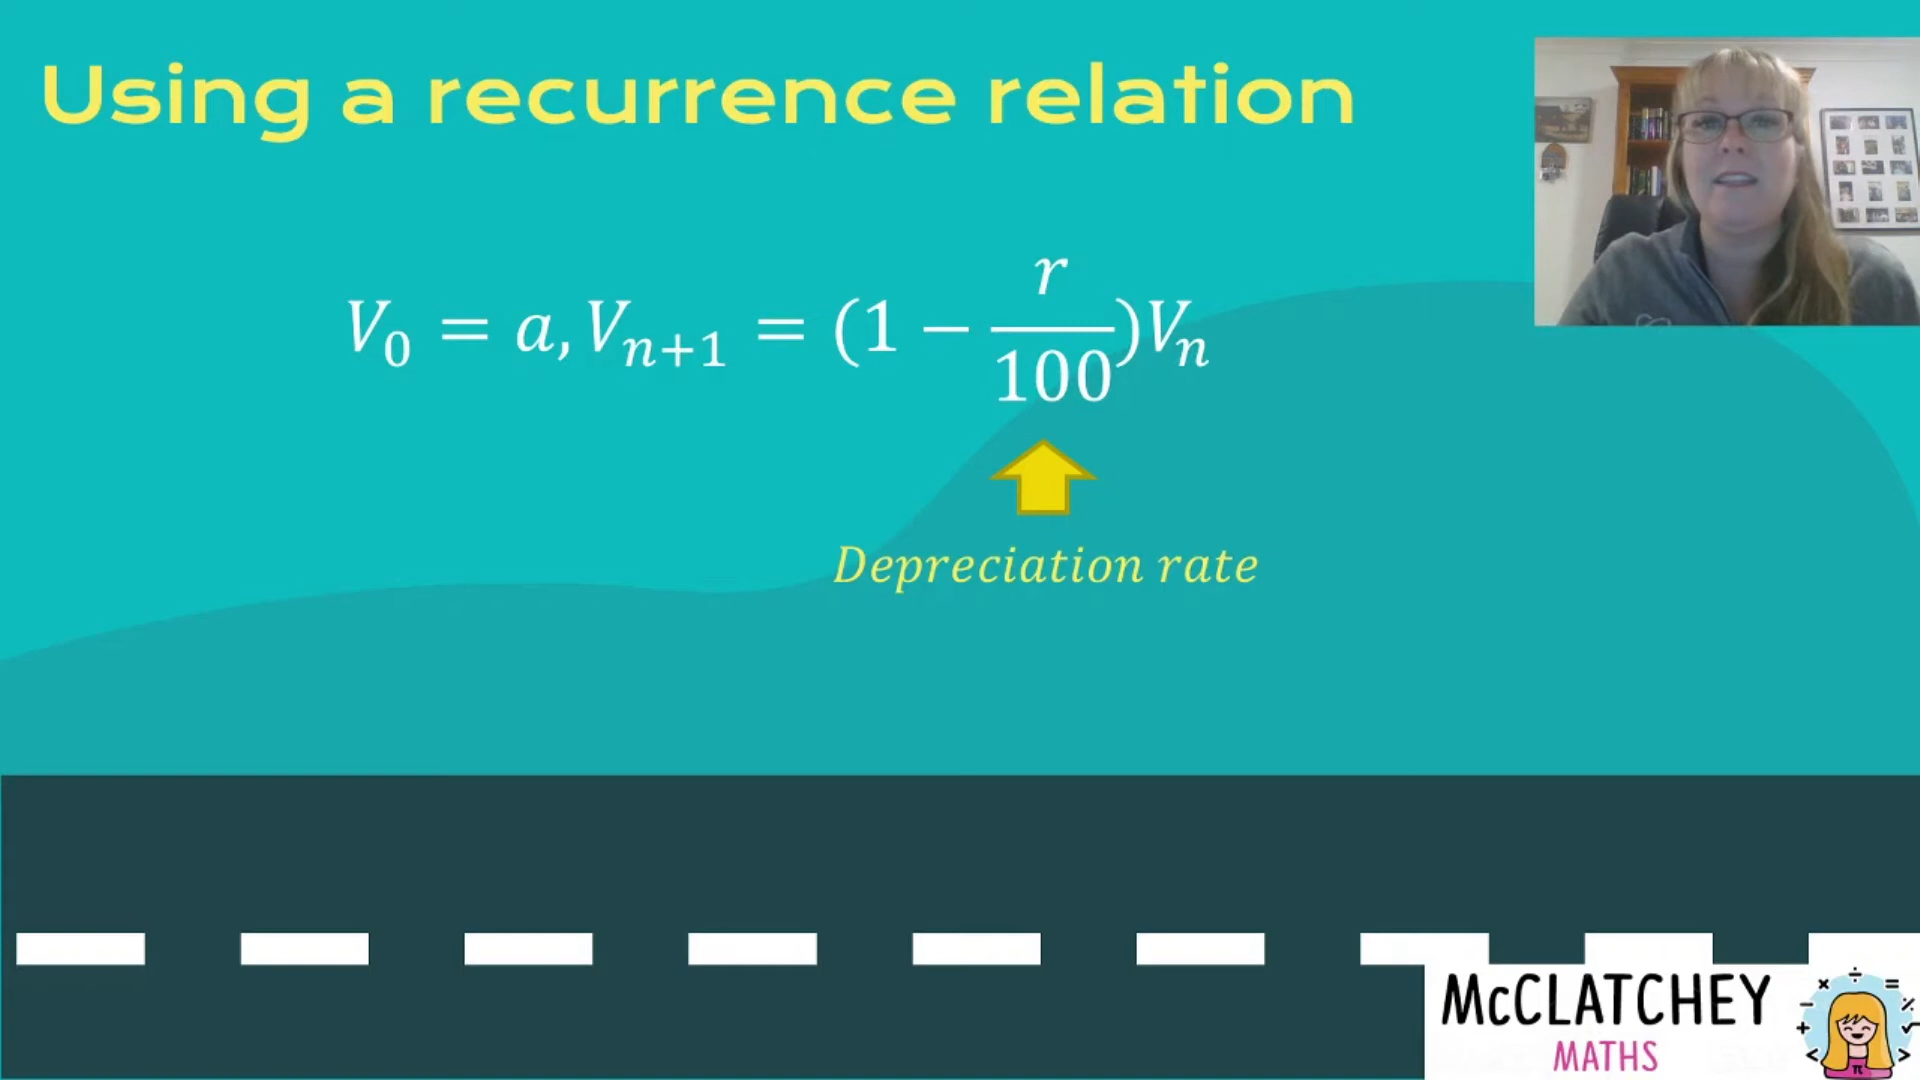 Using a recurrence relation
V₀ = a, Vₙ₊₁ = (1 − r/100)Vₙ
Depreciation rate
McCLATCHEY
MATHS